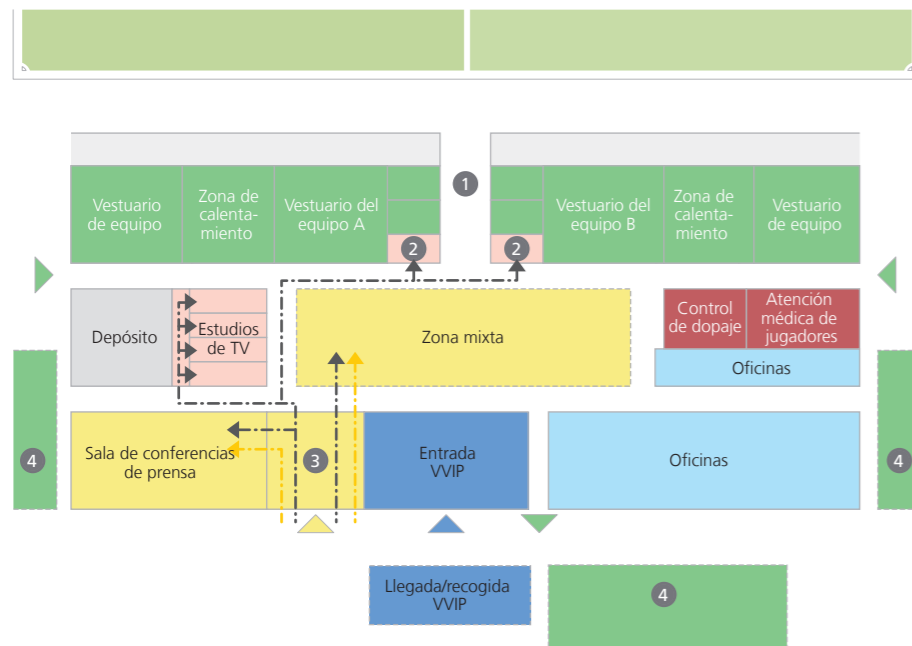 1
Vestuario
de equipo
Zona de
calenta-
miento
Vestuario del
equipo A
2
2
Vestuario del
equipo B
Zona de
calenta-
miento
Vestuario
de equipo
Depósito
Estudios
de TV
Zona mixta
Control
de dopaje
Atención
médica de
jugadores
Oficinas
4
Sala de conferencias
de prensa
3
Entrada
VVIP
Oficinas
4
Llegada/recogida
VVIP
4